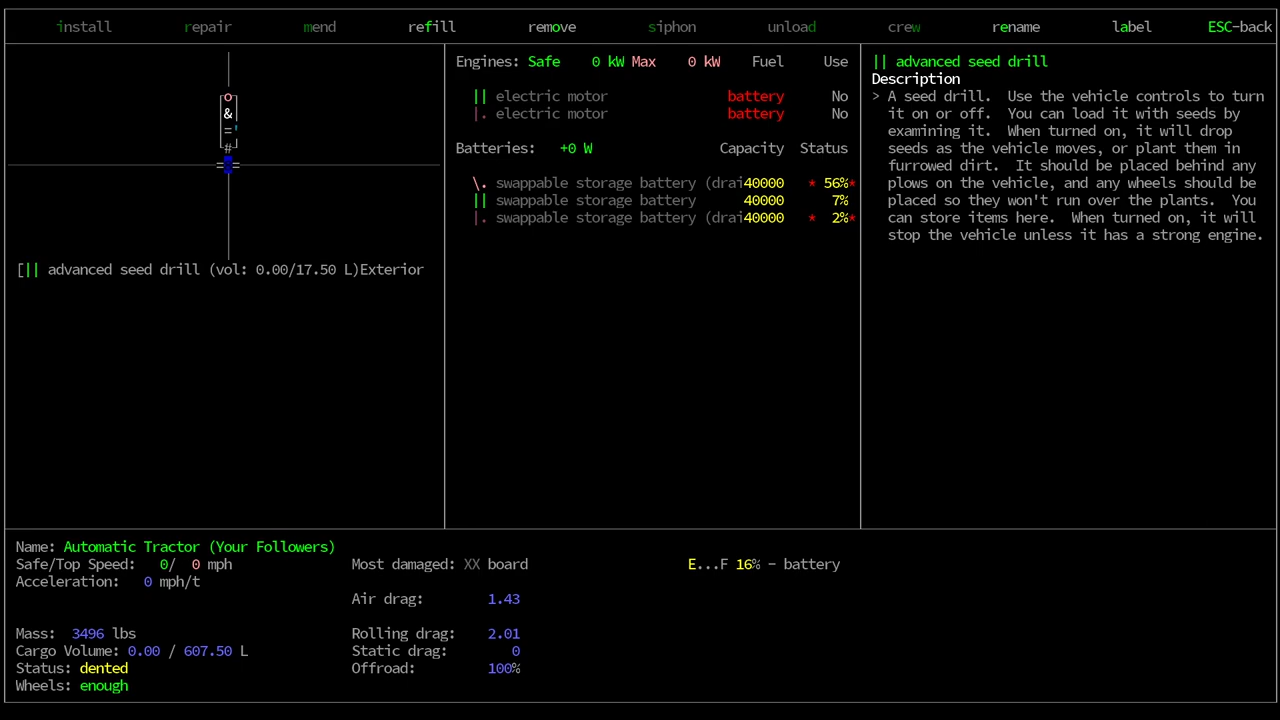 install repair mend refill remove siphon unload crew rename label ESC-back
Engines: Safe 0 kW Max 0 kW Fuel Use
|| electric motor battery No
|. electric motor battery No
Batteries: +0 W Capacity Status
\. swappable storage battery (drai40000 * 56%*
|| swappable storage battery 40000 7%
|. swappable storage battery (drai40000 * 2%*
o
&
='
#
= =
[|| advanced seed drill (vol: 0.00/17.50 L)Exterior
|| advanced seed drill
Description
> A seed drill. Use the vehicle controls to turn
it on or off. You can load it with seeds by
examining it. When turned on, it will drop
seeds as the vehicle moves, or plant them in
furrowed dirt. It should be placed behind any
plows on the vehicle, and any wheels should be
placed so they won't run over the plants. You
can store items here. When turned on, it will
stop the vehicle unless it has a strong engine.
Name: Automatic Tractor (Your Followers)
Safe/Top Speed: 0/ 0 mph
Acceleration: 0 mph/t
Mass: 3496 lbs
Cargo Volume: 0.00 / 607.50 L
Status: dented
Wheels: enough
Most damaged: XX board
Air drag: 1.43
Rolling drag: 2.01
Static drag: 0
Offroad: 100%
E...F 16% - battery